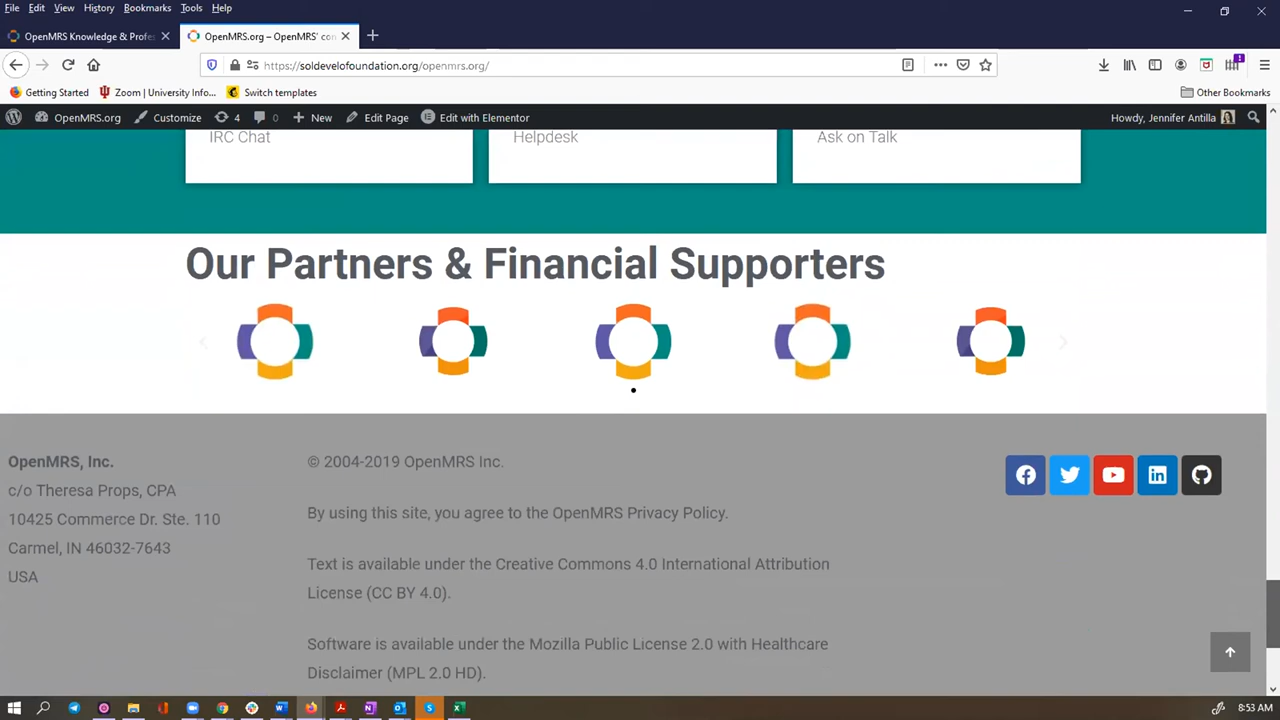 File Edit View History Bookmarks Tools Help
OpenMRS Knowledge & Profes
OpenMRS.org – OpenMRS' con
https://soldevelofoundation.org/openmrs.org/
Getting Started
Zoom | University Info...
Switch templates
Other Bookmarks
OpenMRS.org
Customize
4
New
Edit Page
Edit with Elementor
Howdy, Jennifer Antilla
IRC Chat
Helpdesk
Ask on Talk
Our Partners & Financial Supporters
OpenMRS, Inc.
c/o Theresa Props, CPA
10425 Commerce Dr. Ste. 110
Carmel, IN 46032-7643
USA
© 2004-2019 OpenMRS Inc.
By using this site, you agree to the OpenMRS Privacy Policy.
Text is available under the Creative Commons 4.0 International Attribution
License (CC BY 4.0).
Software is available under the Mozilla Public License 2.0 with Healthcare
Disclaimer (MPL 2.0 HD).
8:53 AM